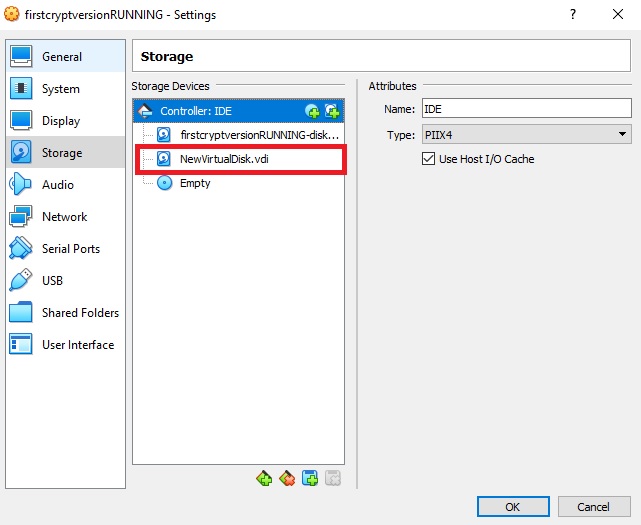 firstcryptversionRUNNING - Settings
?
General
System
Display
Storage
Audio
Network
Serial Ports
USB
Shared Folders
User Interface
Storage
Storage Devices
Controller: IDE
firstcryptversionRUNNING-disk...
NewVirtualDisk.vdi
Empty
Attributes
Name: IDE
Type: PIIX4
Use Host I/O Cache
OK Cancel